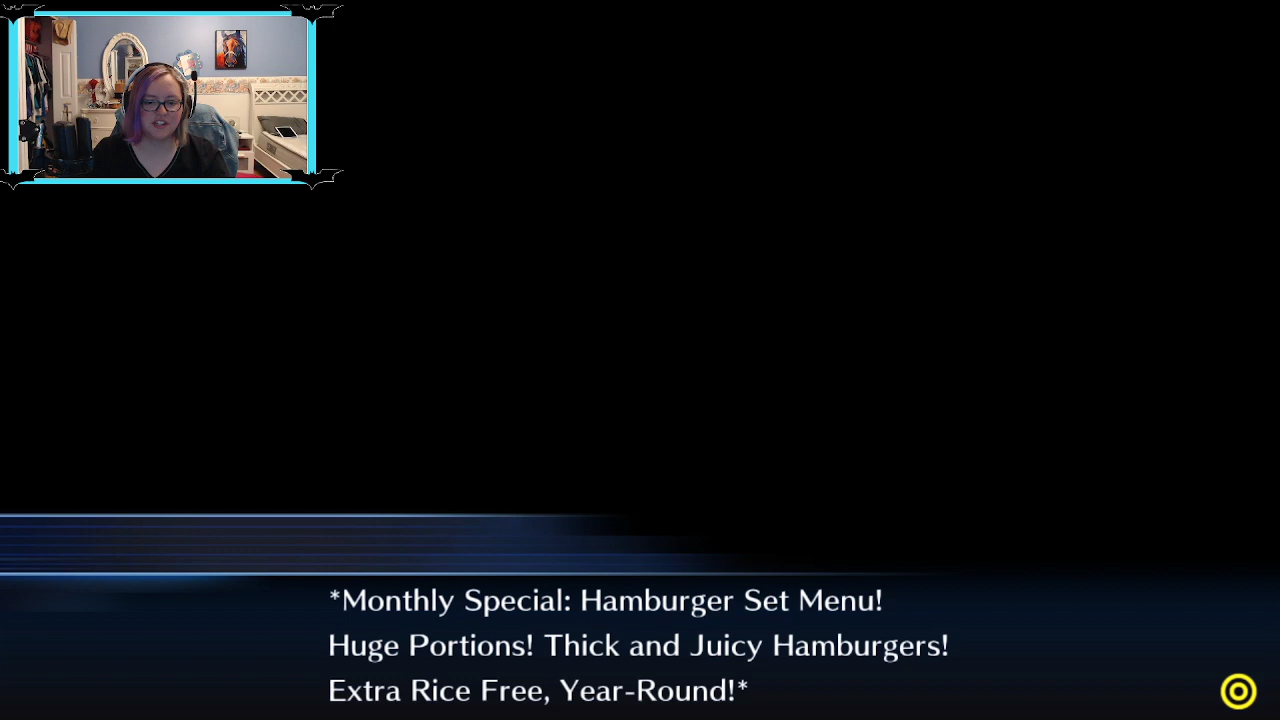 *Monthly Special: Hamburger Set Menu!
Huge Portions! Thick and Juicy Hamburgers!
Extra Rice Free, Year-Round!*